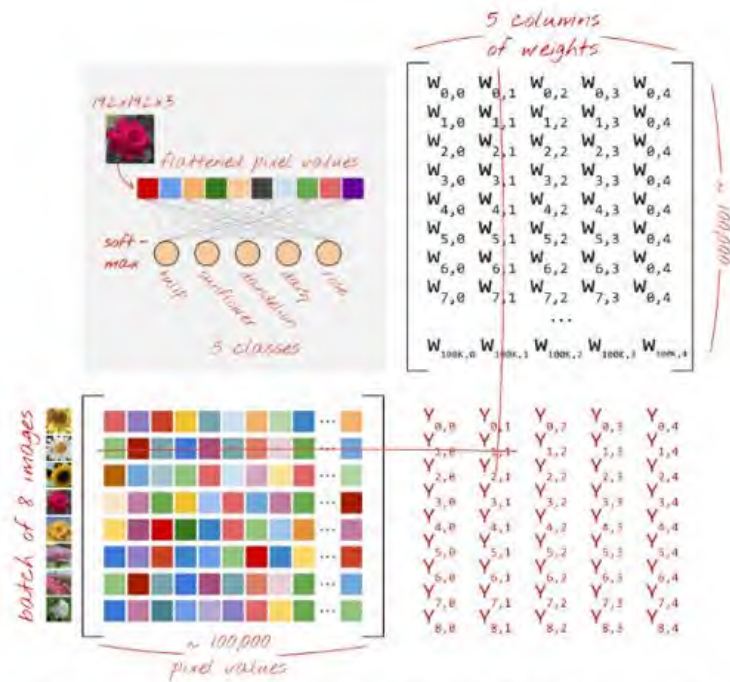 5 columns
of weights
192x192x3
flattened pixel values
soft-
max
tulip
sunflower
dandelion
daisy
rose
5 classes
W0,0 W0,1 W0,2 W0,3 W0,4
W1,0 W1,1 W1,2 W1,3 W0,4
W2,0 W2,1 W2,2 W2,3 W0,4
W3,0 W3,1 W3,2 W3,3 W0,4
W4,0 W4,1 W4,2 W4,3 W0,4
W5,0 W5,1 W5,2 W5,3 W0,4
W6,0 W6,1 W6,2 W6,3 W0,4
W7,0 W7,1 W7,2 W7,3 W0,4
...
W100K,0 W100K,1 W100K,2 W100K,3 W100K,4
~ 100,000
batch of 8 images
...
...
...
...
...
...
...
...
~ 100,000
pixel values
Y0,0 Y0,1 Y0,2 Y0,3 Y0,4
Y1,0 Y1,1 Y1,2 Y1,3 Y1,4
Y2,0 Y2,1 Y2,2 Y2,3 Y2,4
Y3,0 Y3,1 Y3,2 Y3,3 Y3,4
Y4,0 Y4,1 Y4,2 Y4,3 Y4,4
Y5,0 Y5,1 Y5,2 Y5,3 Y5,4
Y6,0 Y6,1 Y6,2 Y6,3 Y6,4
Y7,0 Y7,1 Y7,2 Y7,3 Y7,4
Y8,0 Y8,1 Y8,2 Y8,3 Y8,4